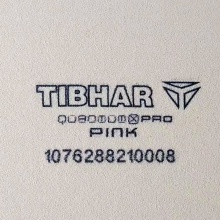 TIBHAR
QUANTUM X PRO
PINK
1076288210008